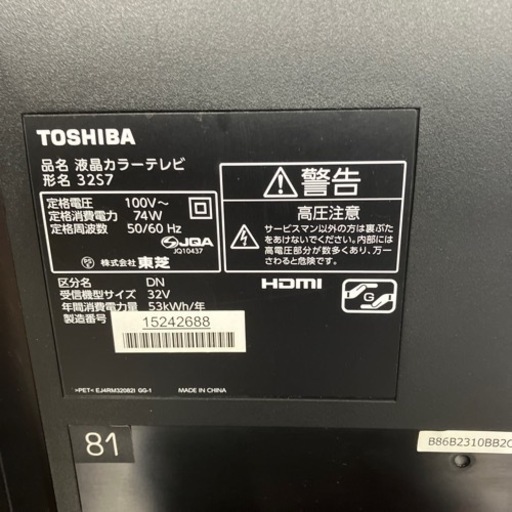 TOSHIBA
品名 液晶カラーテレビ
形名 32S7
定格電圧 100V～
定格消費電力 74W
定格周波数 50/60 Hz
JQA
JQ10437
株式会社 東芝
警告
高圧注意
サービスマン以外の方は裏ぶた
をあけないでください。内部には
高電圧部分が数多くあり、万一
さわると危険です。
区分名 DN
受信機型サイズ 32V
年間消費電力量 53kWh/年
製造番号
15242688
HDMI
G
>PET< EJ4RM32082I GG-1 MADE IN CHINA
81
B86B2310BB2C